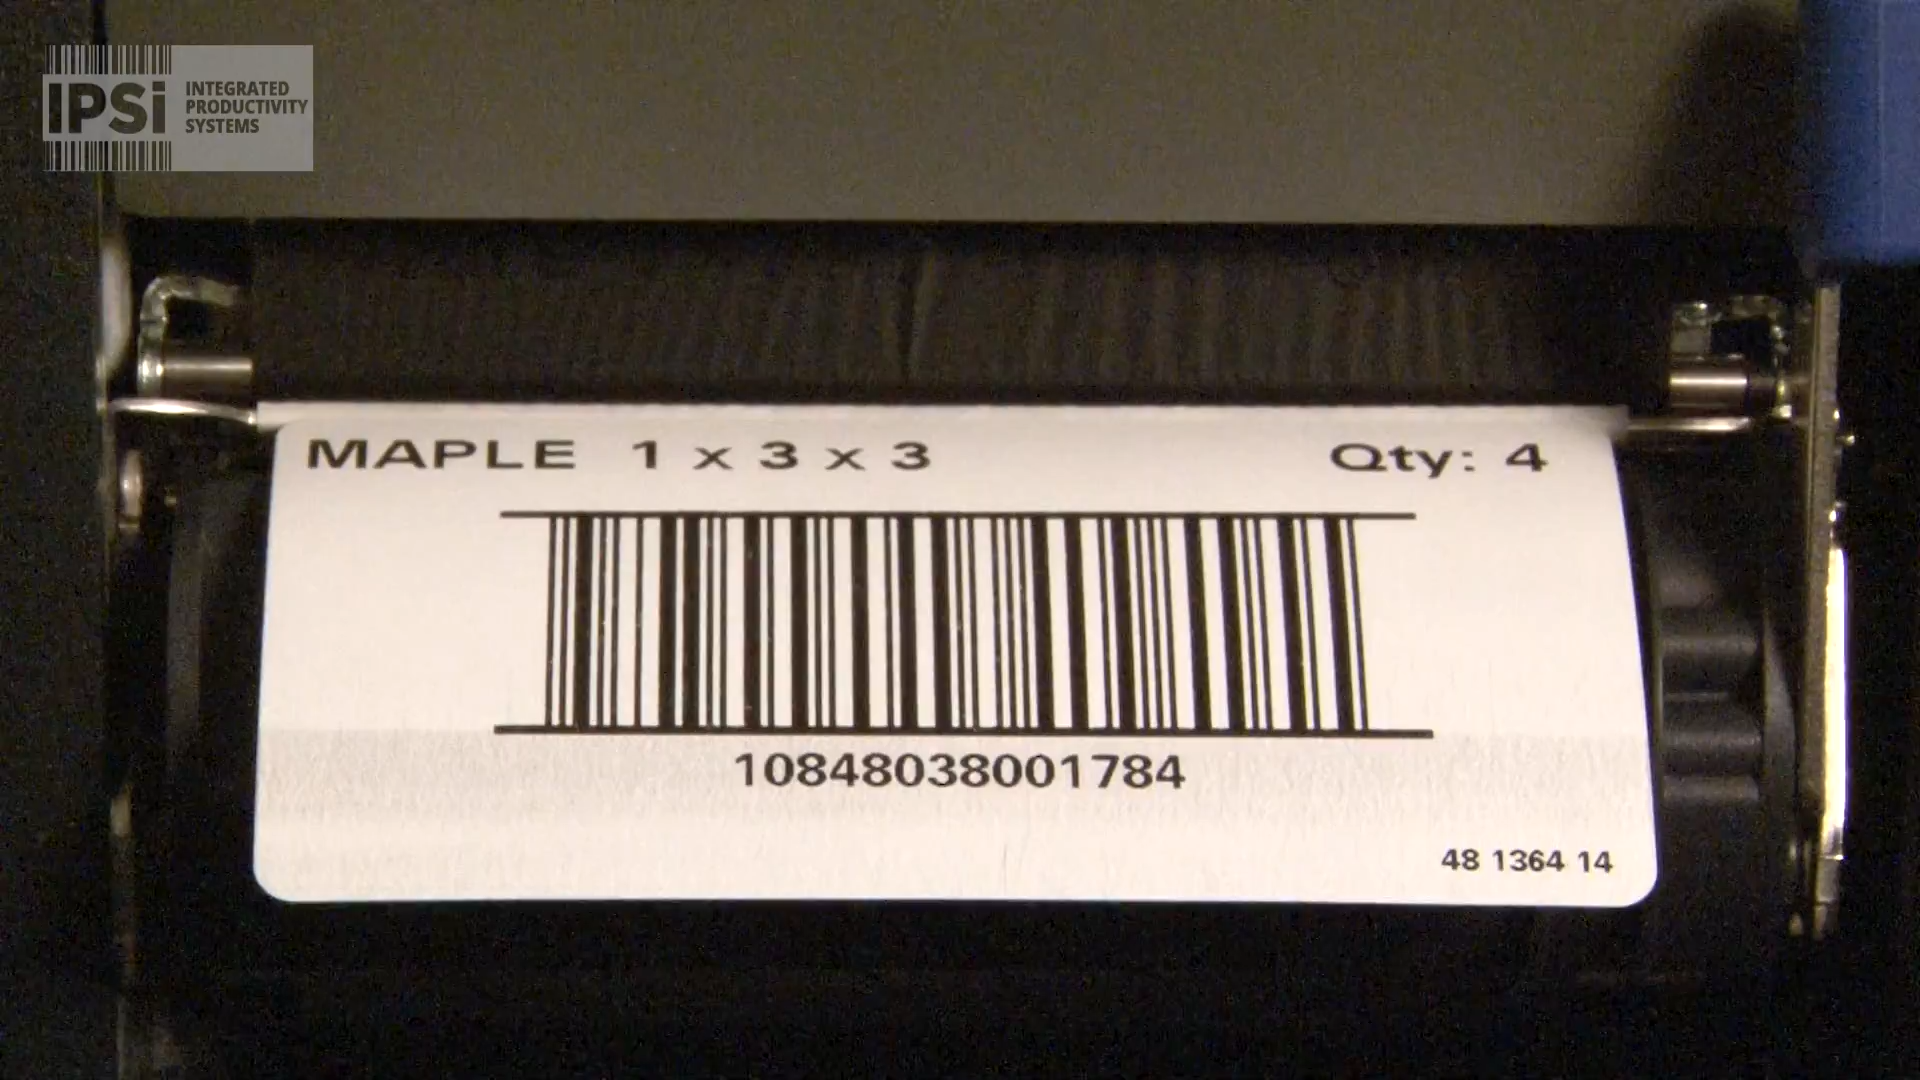 IPSi
INTEGRATED
PRODUCTIVITY
SYSTEMS
MAPLE 1 x 3 x 3
Qty: 4
10848038001784
48 1364 14